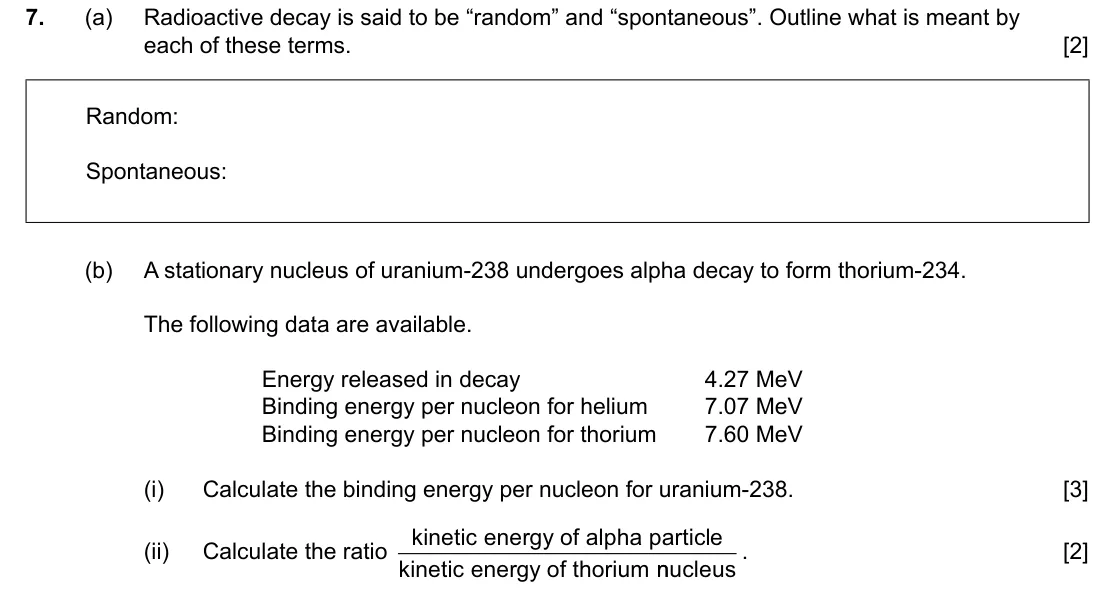 7. (a) Radioactive decay is said to be “random” and “spontaneous”. Outline what is meant by
each of these terms. [2]
Random:
Spontaneous:
(b) A stationary nucleus of uranium-238 undergoes alpha decay to form thorium-234.
The following data are available.
Energy released in decay 4.27 MeV
Binding energy per nucleon for helium 7.07 MeV
Binding energy per nucleon for thorium 7.60 MeV
(i) Calculate the binding energy per nucleon for uranium-238. [3]
(ii) Calculate the ratio kinetic energy of alpha particle / kinetic energy of thorium nucleus . [2]